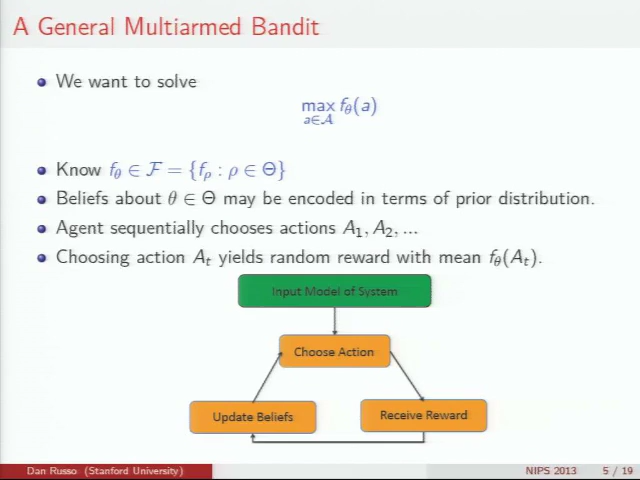 A General Multiarmed Bandit
We want to solve
max f_θ(a)
a∈𝒜
Know f_θ ∈ ℱ = {f_ρ : ρ ∈ Θ}
Beliefs about θ ∈ Θ may be encoded in terms of prior distribution.
Agent sequentially chooses actions A₁, A₂, ...
Choosing action A_t yields random reward with mean f_θ(A_t).
Input Model of System
Choose Action
Update Beliefs
Receive Reward
Dan Russo (Stanford University)
NIPS 2013
5 / 19